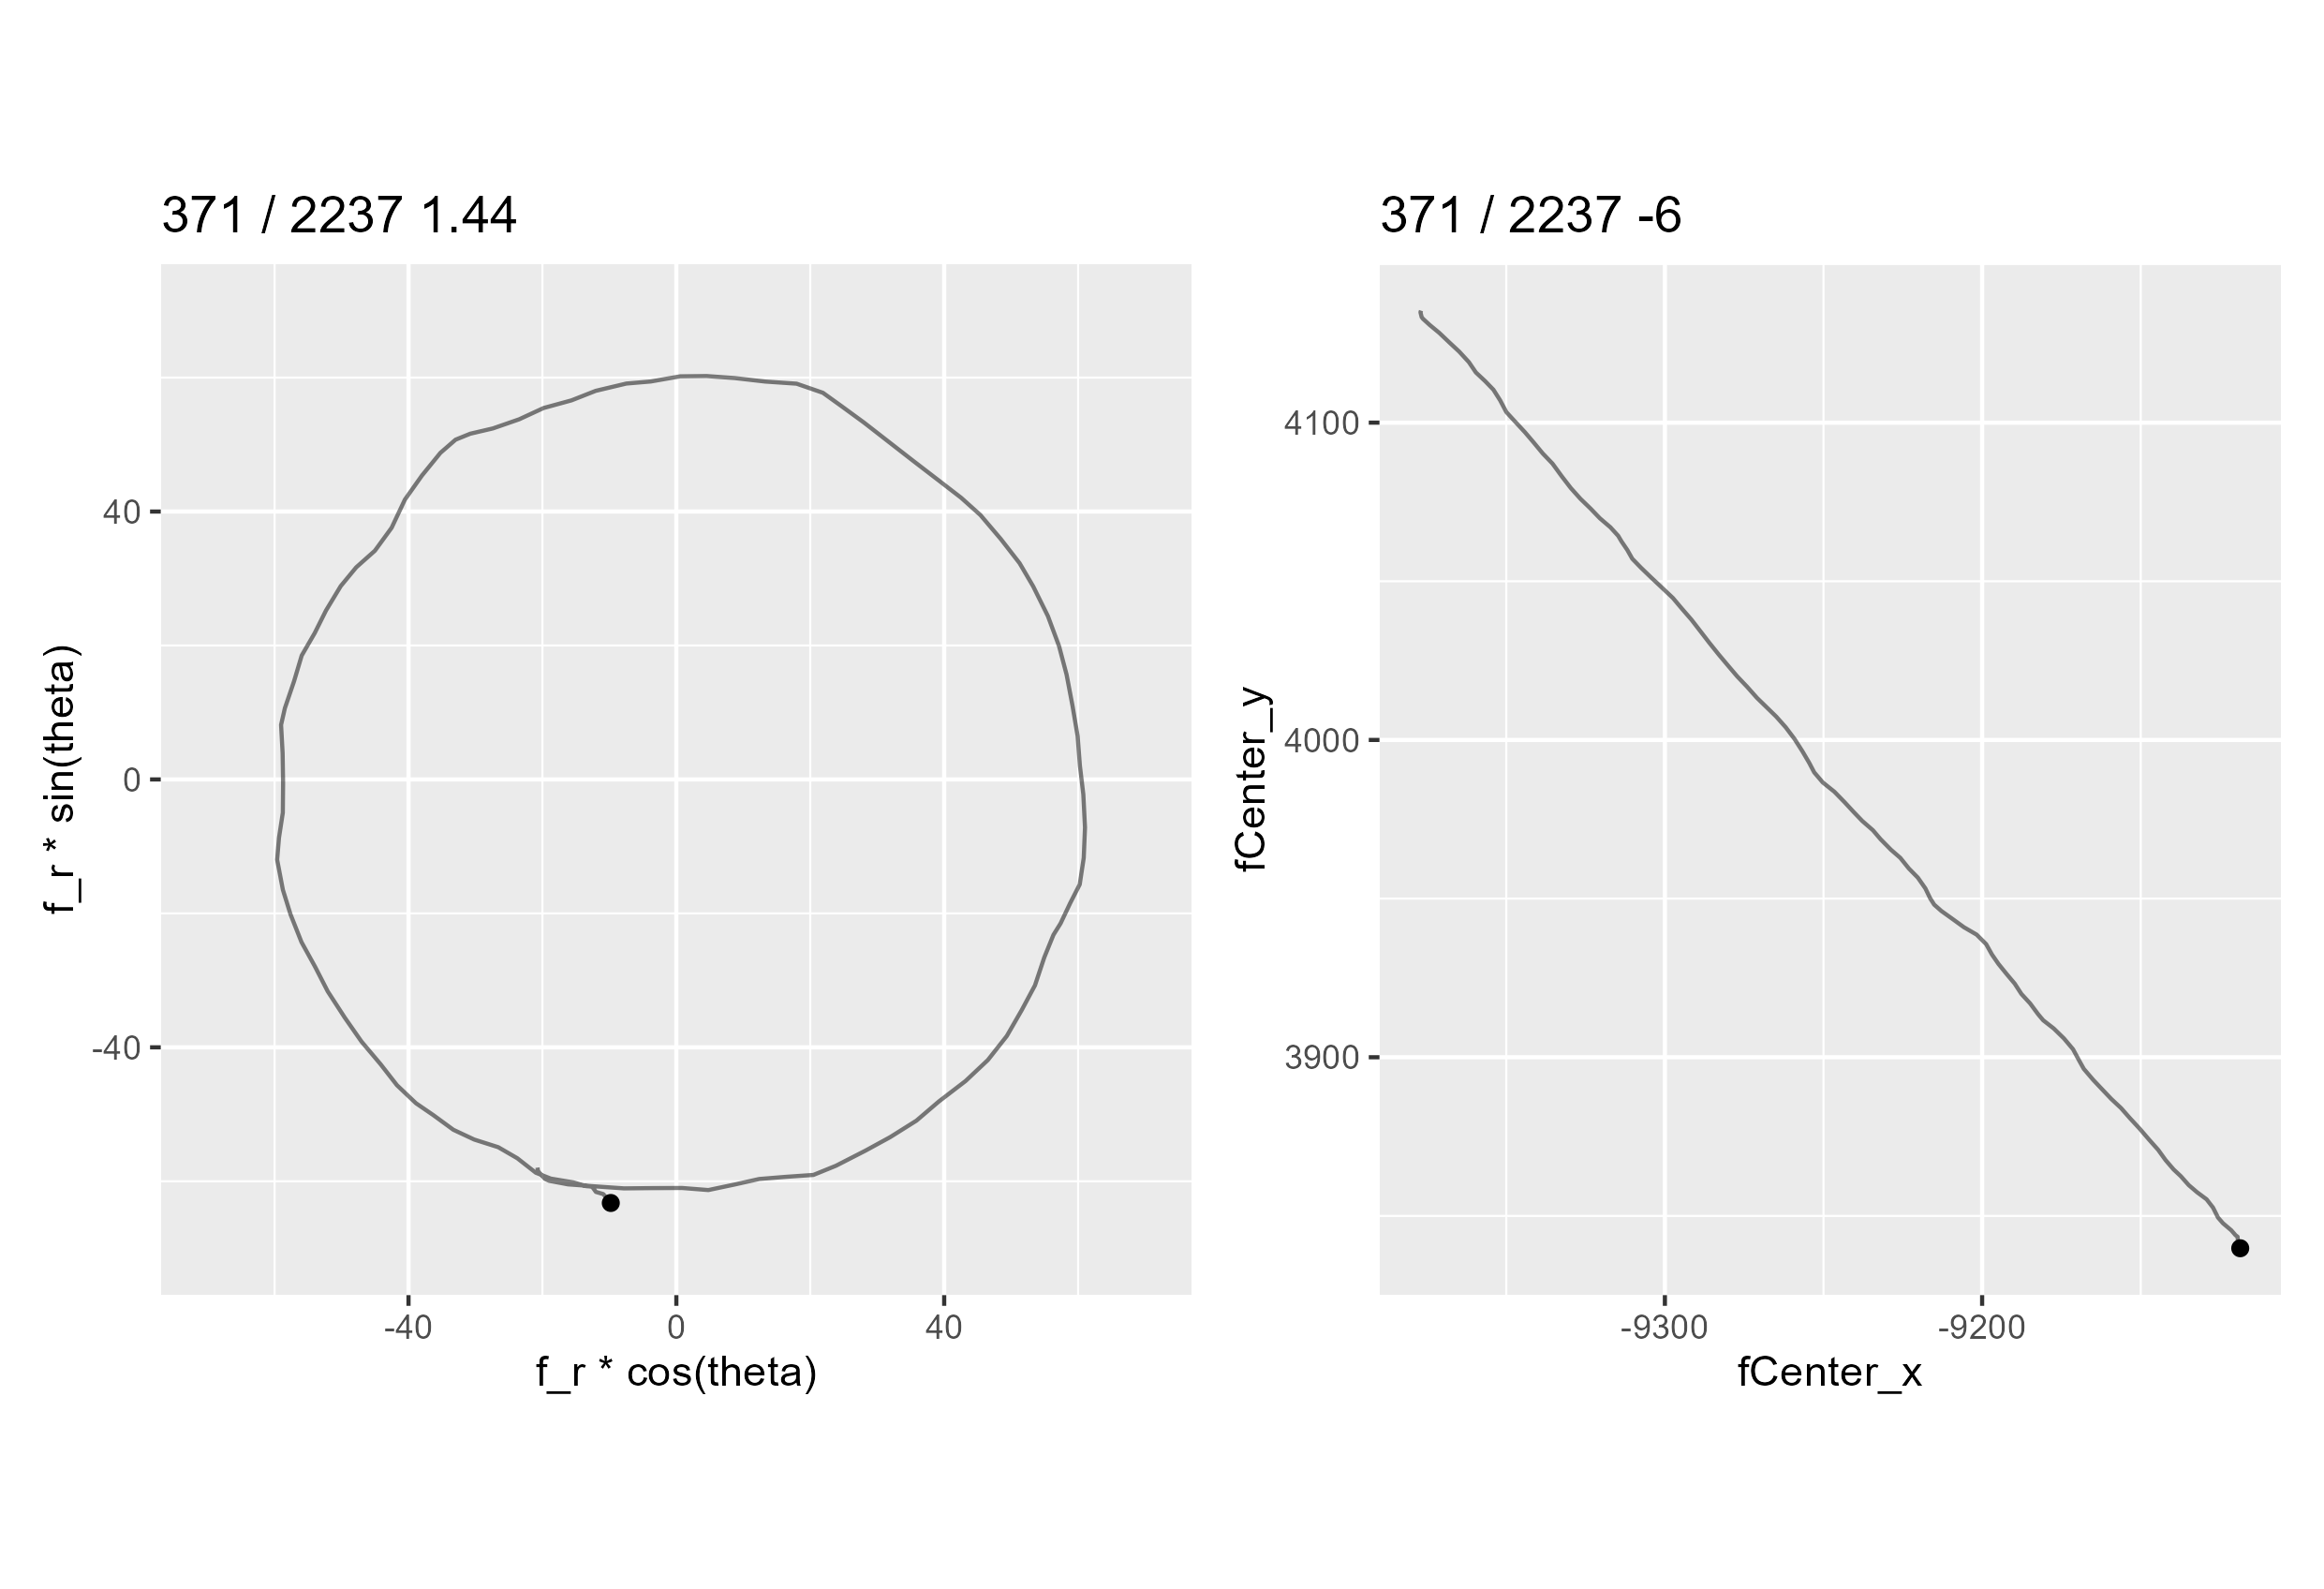 371 / 2237 1.44
40
0
-40
-40
0
40
f_r * sin(theta)
f_r * cos(theta)
371 / 2237 -6
4100
4000
3900
-9300
-9200
fCenter_y
fCenter_x